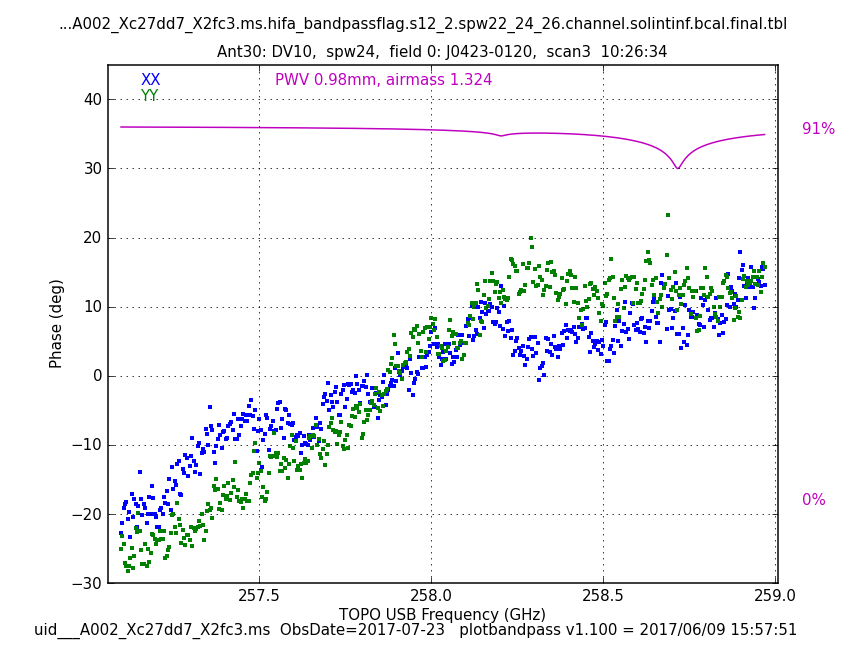 ...A002_Xc27dd7_X2fc3.ms.hifa_bandpassflag.s12_2.spw22_24_26.channel.solintinf.bcal.final.tbl
Ant30: DV10,  spw24,  field 0: J0423-0120,  scan3  10:26:34
XX
PWV 0.98mm, airmass 1.324
YY
40
91%
30
20
10
Phase (deg)
0
−10
−20
0%
−30
257.5
258.0
258.5
259.0
TOPO USB Frequency (GHz)
uid___A002_Xc27dd7_X2fc3.ms  ObsDate=2017-07-23   plotbandpass v1.100 = 2017/06/09 15:57:51